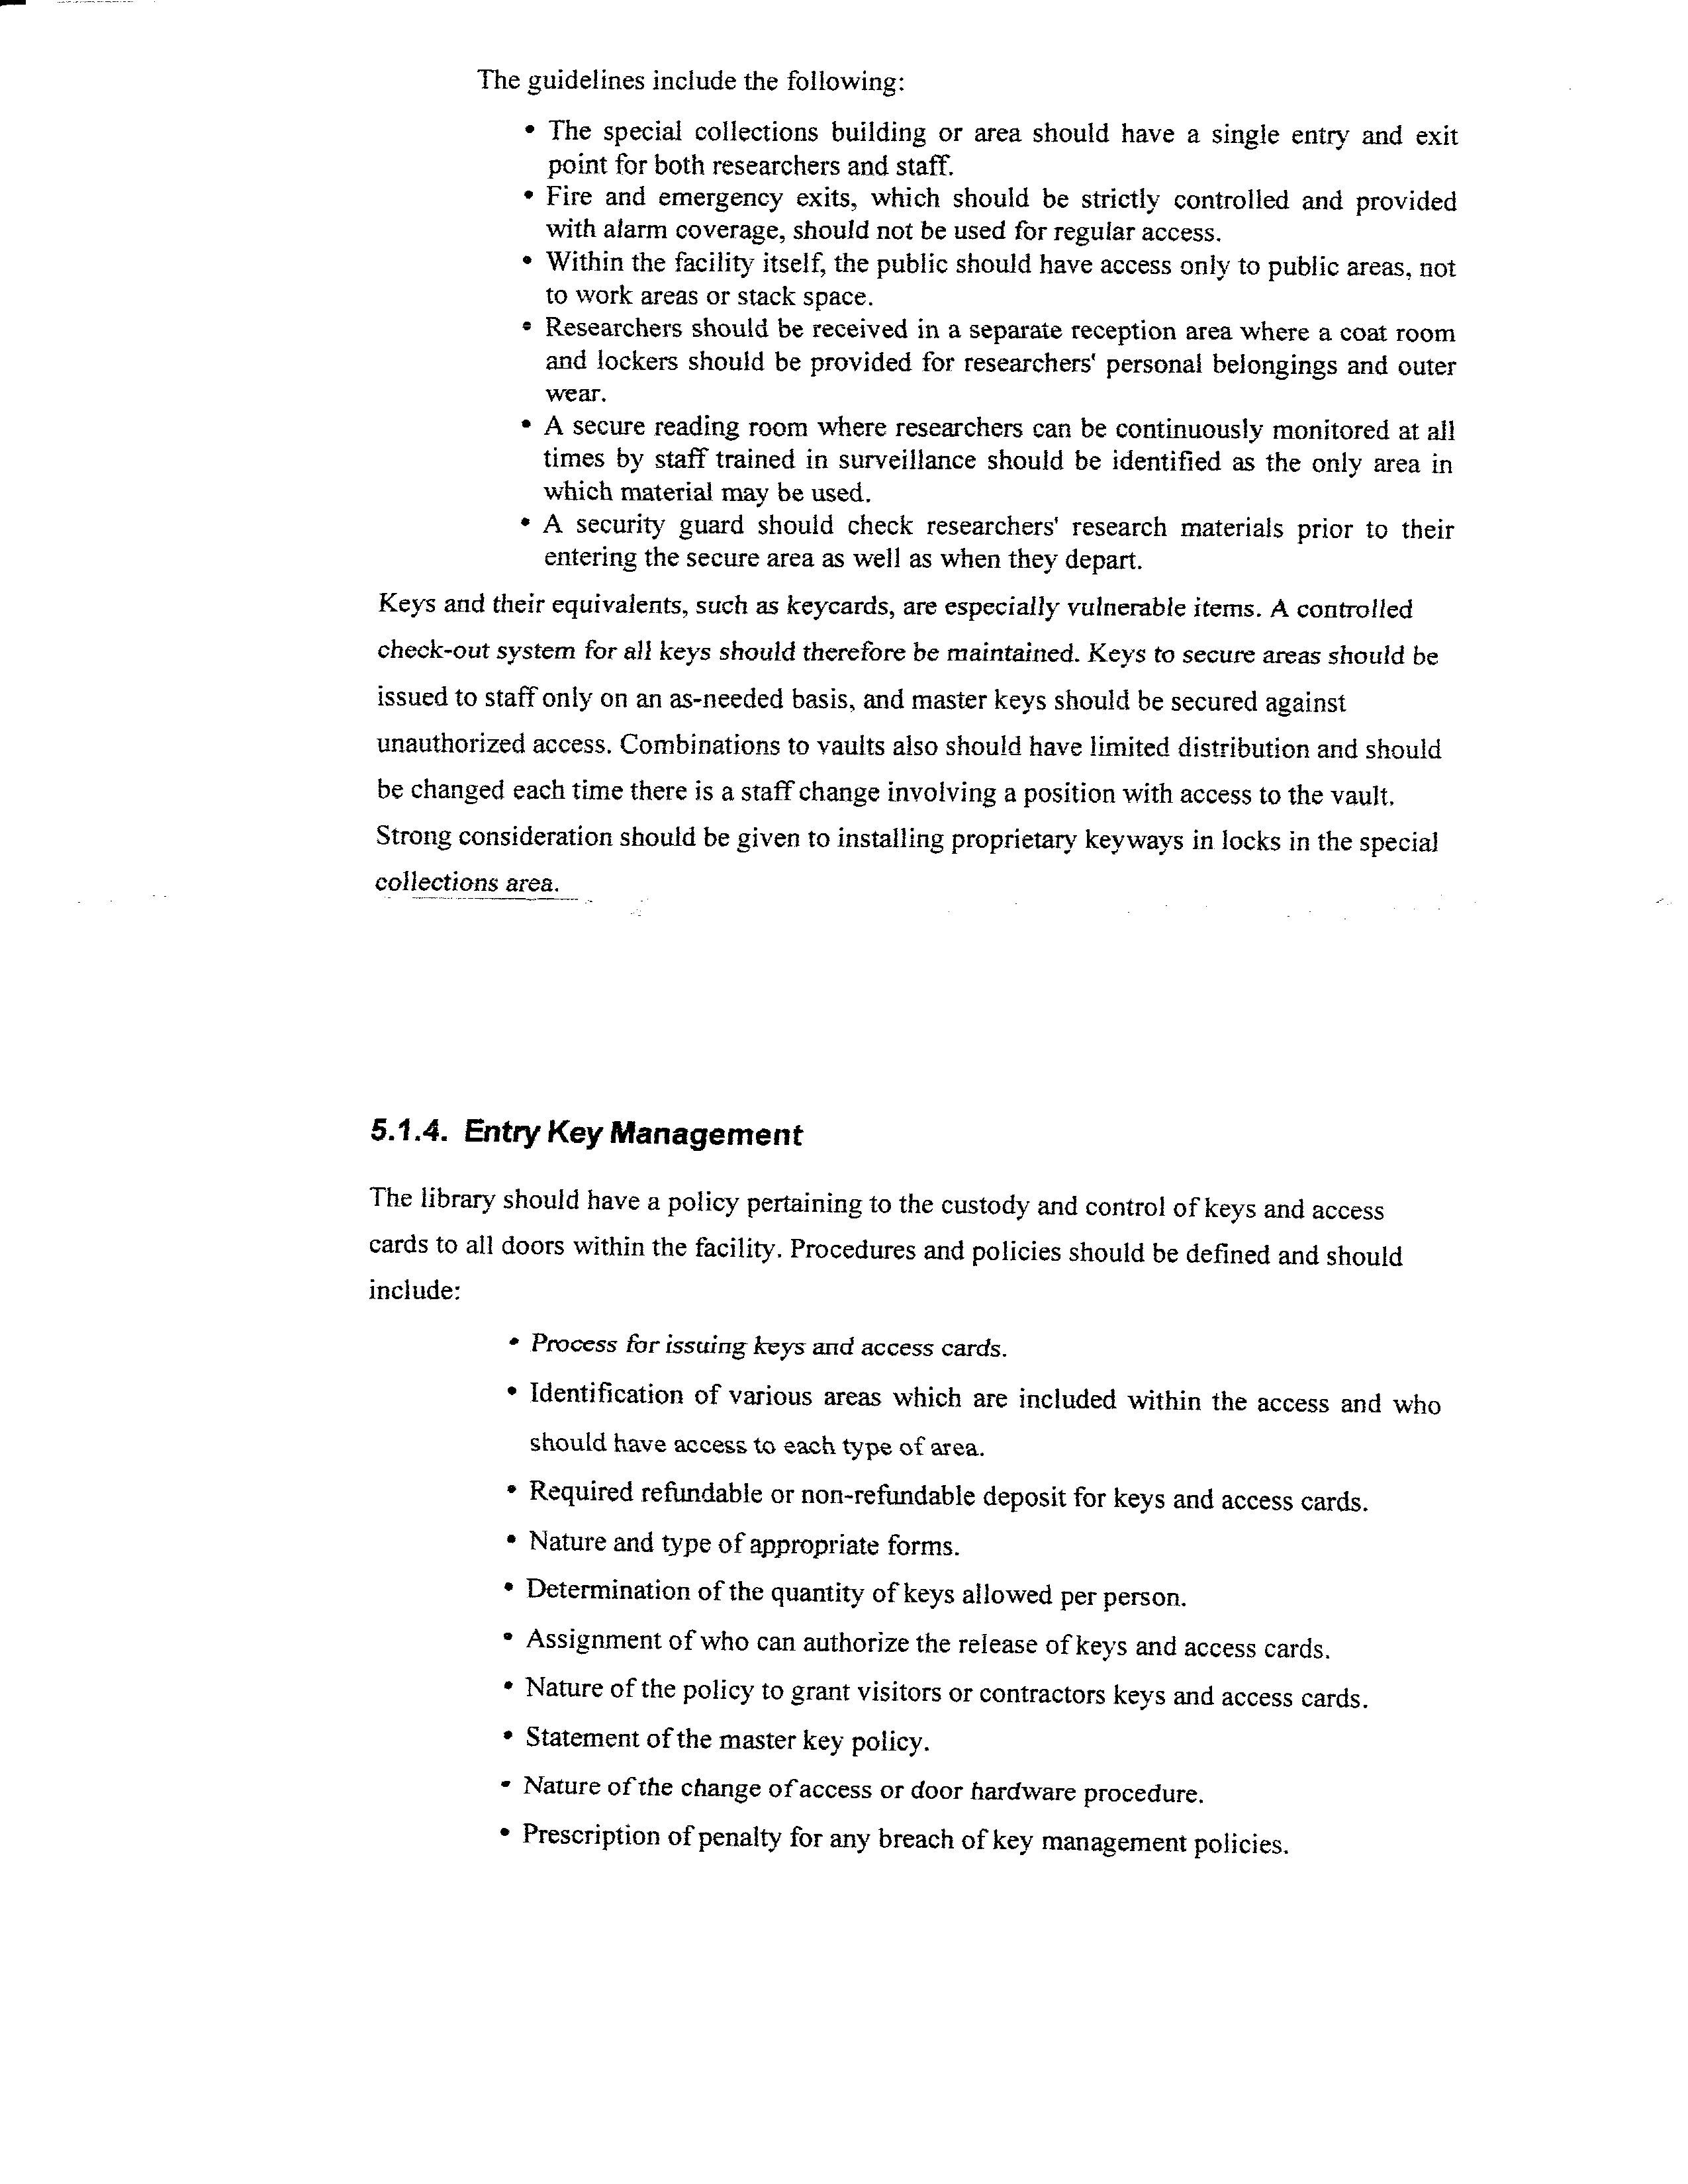 The guidelines include the following:
• The special collections building or area should have a single entry and exit
point for both researchers and staff.
• Fire and emergency exits, which should be strictly controlled and provided
with alarm coverage, should not be used for regular access.
• Within the facility itself, the public should have access only to public areas, not
to work areas or stack space.
• Researchers should be received in a separate reception area where a coat room
and lockers should be provided for researchers' personal belongings and outer
wear.
• A secure reading room where researchers can be continuously monitored at all
times by staff trained in surveillance should be identified as the only area in
which material may be used.
• A security guard should check researchers' research materials prior to their
entering the secure area as well as when they depart.
Keys and their equivalents, such as keycards, are especially vulnerable items. A controlled
check-out system for all keys should therefore be maintained. Keys to secure areas should be
issued to staff only on an as-needed basis, and master keys should be secured against
unauthorized access. Combinations to vaults also should have limited distribution and should
be changed each time there is a staff change involving a position with access to the vault.
Strong consideration should be given to installing proprietary keyways in locks in the special
collections area.
5.1.4. Entry Key Management
The library should have a policy pertaining to the custody and control of keys and access
cards to all doors within the facility. Procedures and policies should be defined and should
include:
• Process for issuing keys and access cards.
• Identification of various areas which are included within the access and who
should have access to each type of area.
• Required refundable or non-refundable deposit for keys and access cards.
• Nature and type of appropriate forms.
• Determination of the quantity of keys allowed per person.
• Assignment of who can authorize the release of keys and access cards.
• Nature of the policy to grant visitors or contractors keys and access cards.
• Statement of the master key policy.
• Nature of the change of access or door hardware procedure.
• Prescription of penalty for any breach of key management policies.